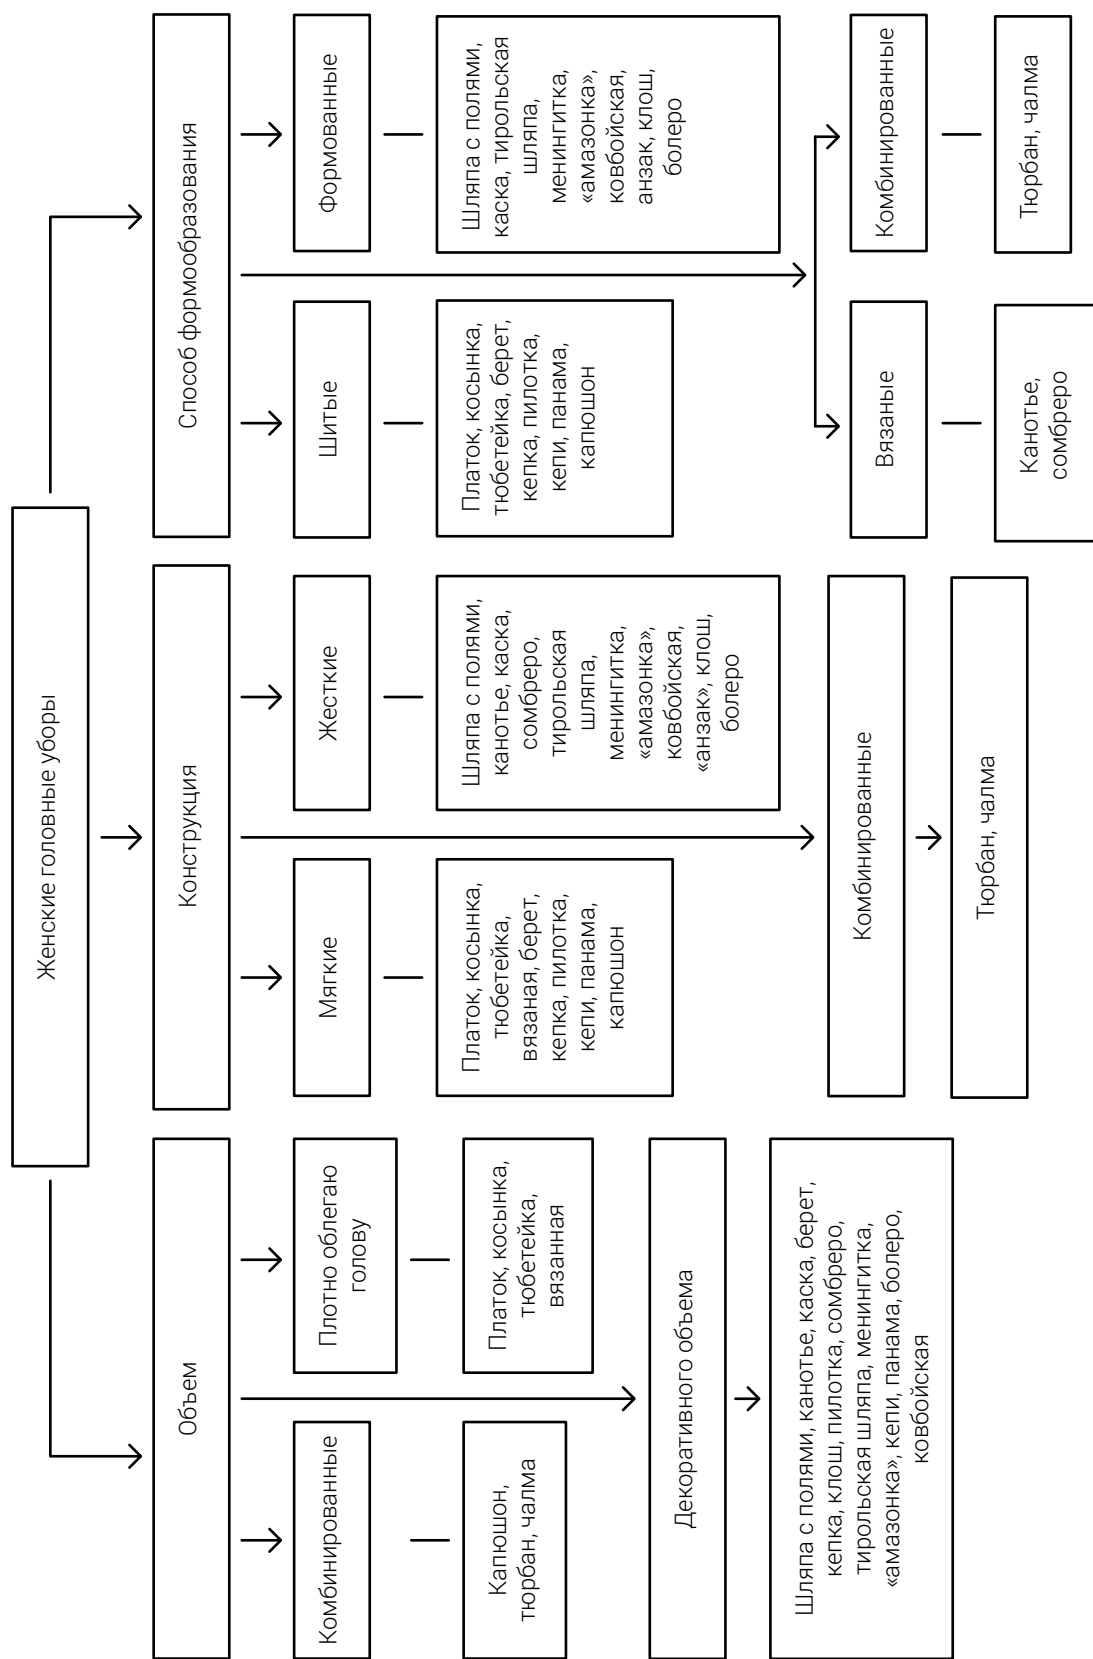 Женские головные уборы
Объем
Комбинированные
Капюшон,
тюрбан, чалма
Плотно облегаю
голову
Платок, косынка,
тюбетейка,
вязанная
Декоративного объема
Шляпа с полями, канотье, каска, берет,
кепка, клош, пилотка, сомбреро,
тирольская шляпа, менингитка,
«амазонка», кепи, панама, болеро,
ковбойская
Конструкция
Мягкие
Платок, косынка,
тюбетейка,
вязаная, берет,
кепка, пилотка,
кепи, панама,
капюшон
Жесткие
Шляпа с полями,
канотье, каска,
сомбреро,
тирольская
шляпа,
менингитка,
«амазонка»,
ковбойская,
«анзак», клош,
болеро
Комбинированные
Тюрбан, чалма
Способ формообразования
Шитые
Платок, косынка,
тюбетейка, берет,
кепка, пилотка,
кепи, панама,
капюшон
Формованные
Шляпа с полями,
каска, тирольская
шляпа,
менингитка,
«амазонка»,
ковбойская,
анзак, клош,
болеро
Вязаные
Канотье,
сомбреро
Комбинированные
Тюрбан, чалма